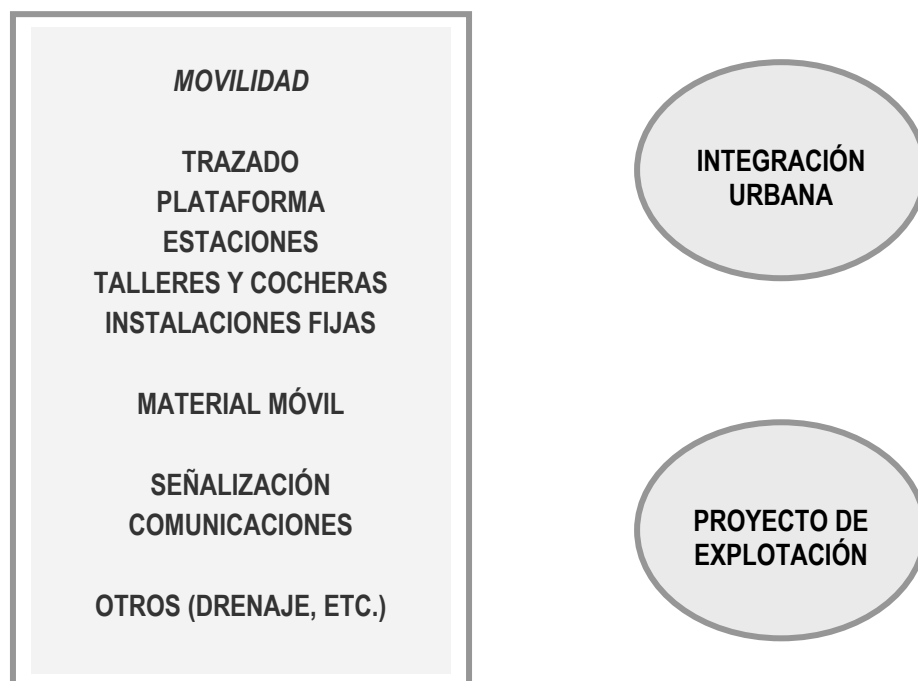 MOVILIDAD
TRAZADO
PLATAFORMA
ESTACIONES
TALLERES Y COCHERAS
INSTALACIONES FIJAS
MATERIAL MÓVIL
SEÑALIZACIÓN
COMUNICACIONES
OTROS (DRENAJE, ETC.)
INTEGRACIÓN
URBANA
PROYECTO DE
EXPLOTACIÓN